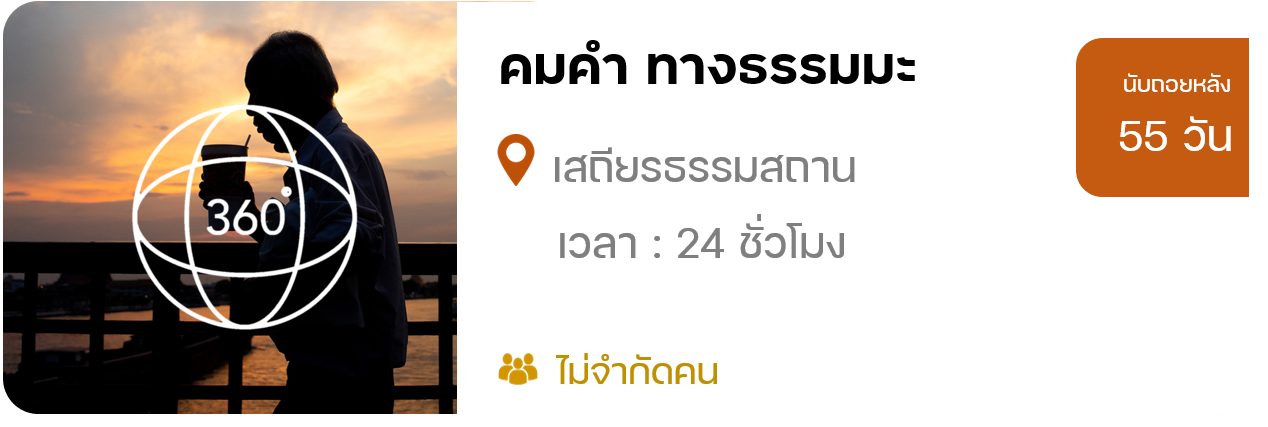 360°
คมคำ ทางธรรมมะ
เสถียรธรรมสถาน
เวลา : 24 ชั่วโมง
ไม่จำกัดคน
นับถอยหลัง
55 วัน